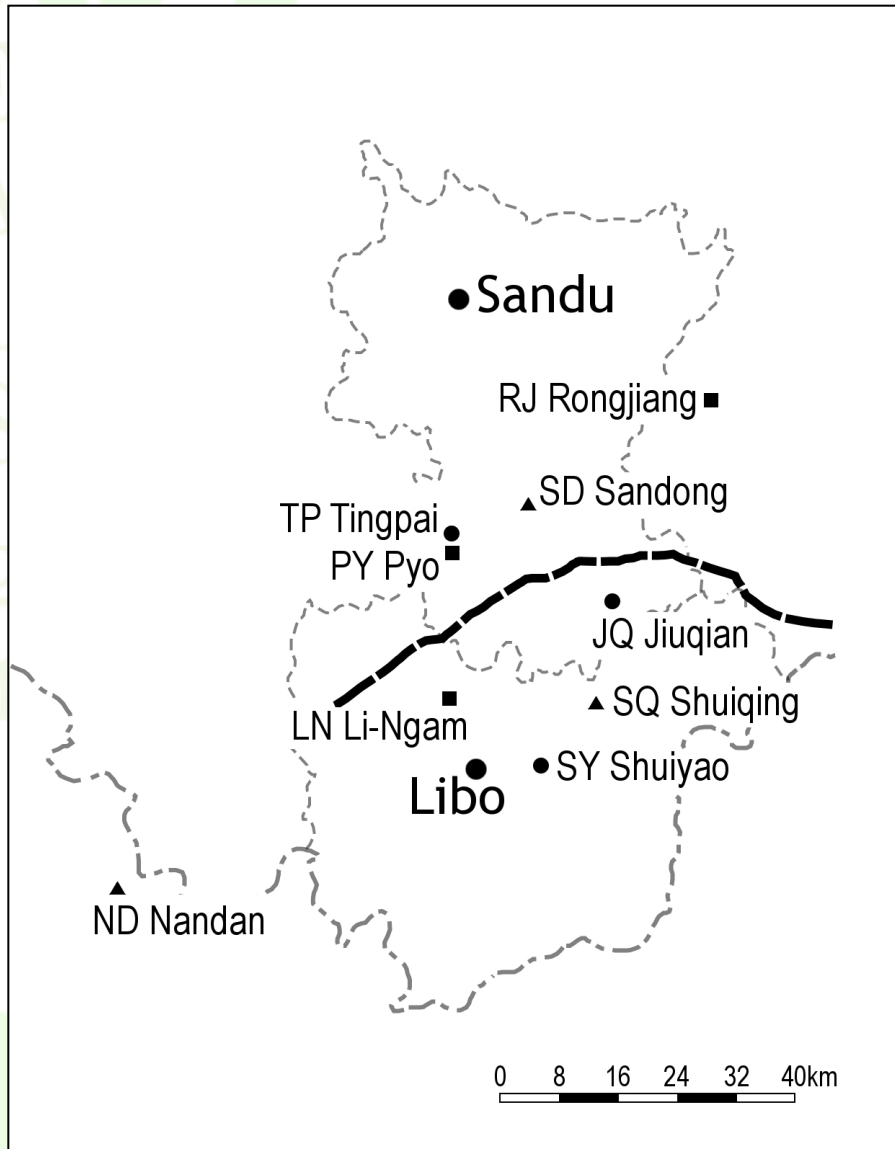 Sandu
RJ Rongjiang
SD Sandong
TP Tingpai
PY Pyo
JQ Jiuqian
SQ Shuiqing
LN Li-Ngam
SY Shuiyao
Libo
ND Nandan
0 8 16 24 32 40km